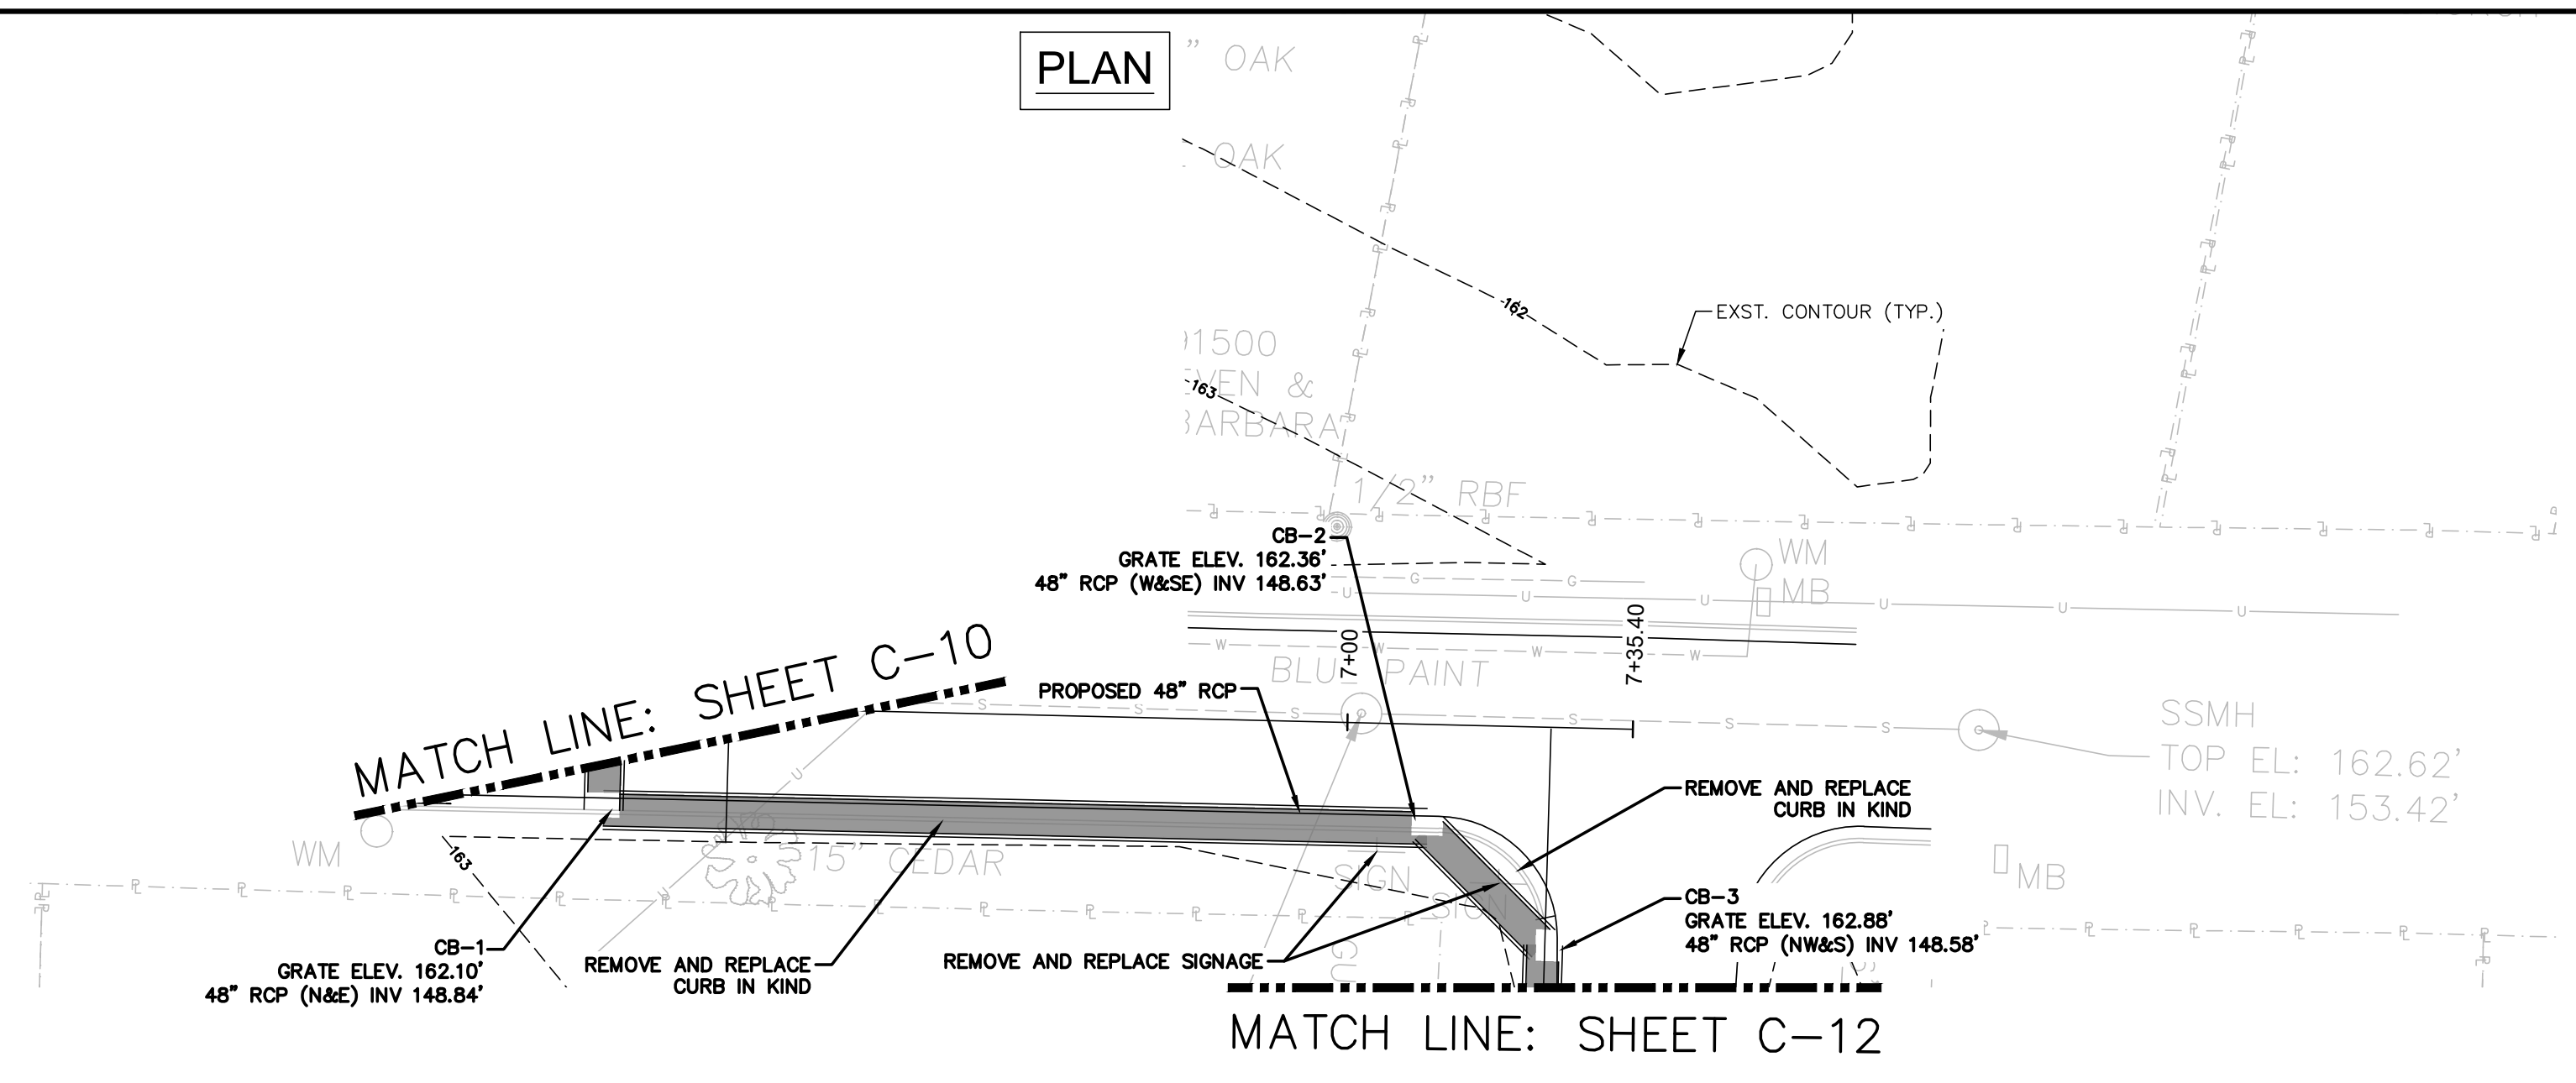 PLAN
" OAK
OAK
162
EXST. CONTOUR (TYP.)
91500
EVEN &
BARBARA
163
1/2" RBF
CB-2
GRATE ELEV. 162.36'
48" RCP (W&SE) INV 148.63'
WM
MB
7+00
7+35.40
BLUE PAINT
PROPOSED 48" RCP
MATCH LINE: SHEET C-10
SSMH
TOP EL: 162.62'
INV. EL: 153.42'
REMOVE AND REPLACE
CURB IN KIND
WM
163
15" CEDAR
SIGN
SIGN
MB
CB-1
GRATE ELEV. 162.10'
48" RCP (N&E) INV 148.84'
REMOVE AND REPLACE
CURB IN KIND
REMOVE AND REPLACE SIGNAGE
GU
CB-3
GRATE ELEV. 162.88'
48" RCP (NW&S) INV 148.58'
MATCH LINE: SHEET C-12